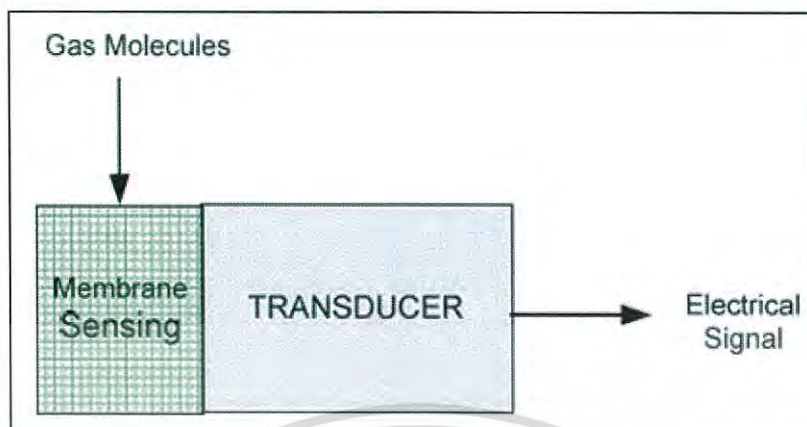 Gas Molecules
Membrane
Sensing
TRANSDUCER
Electrical
Signal